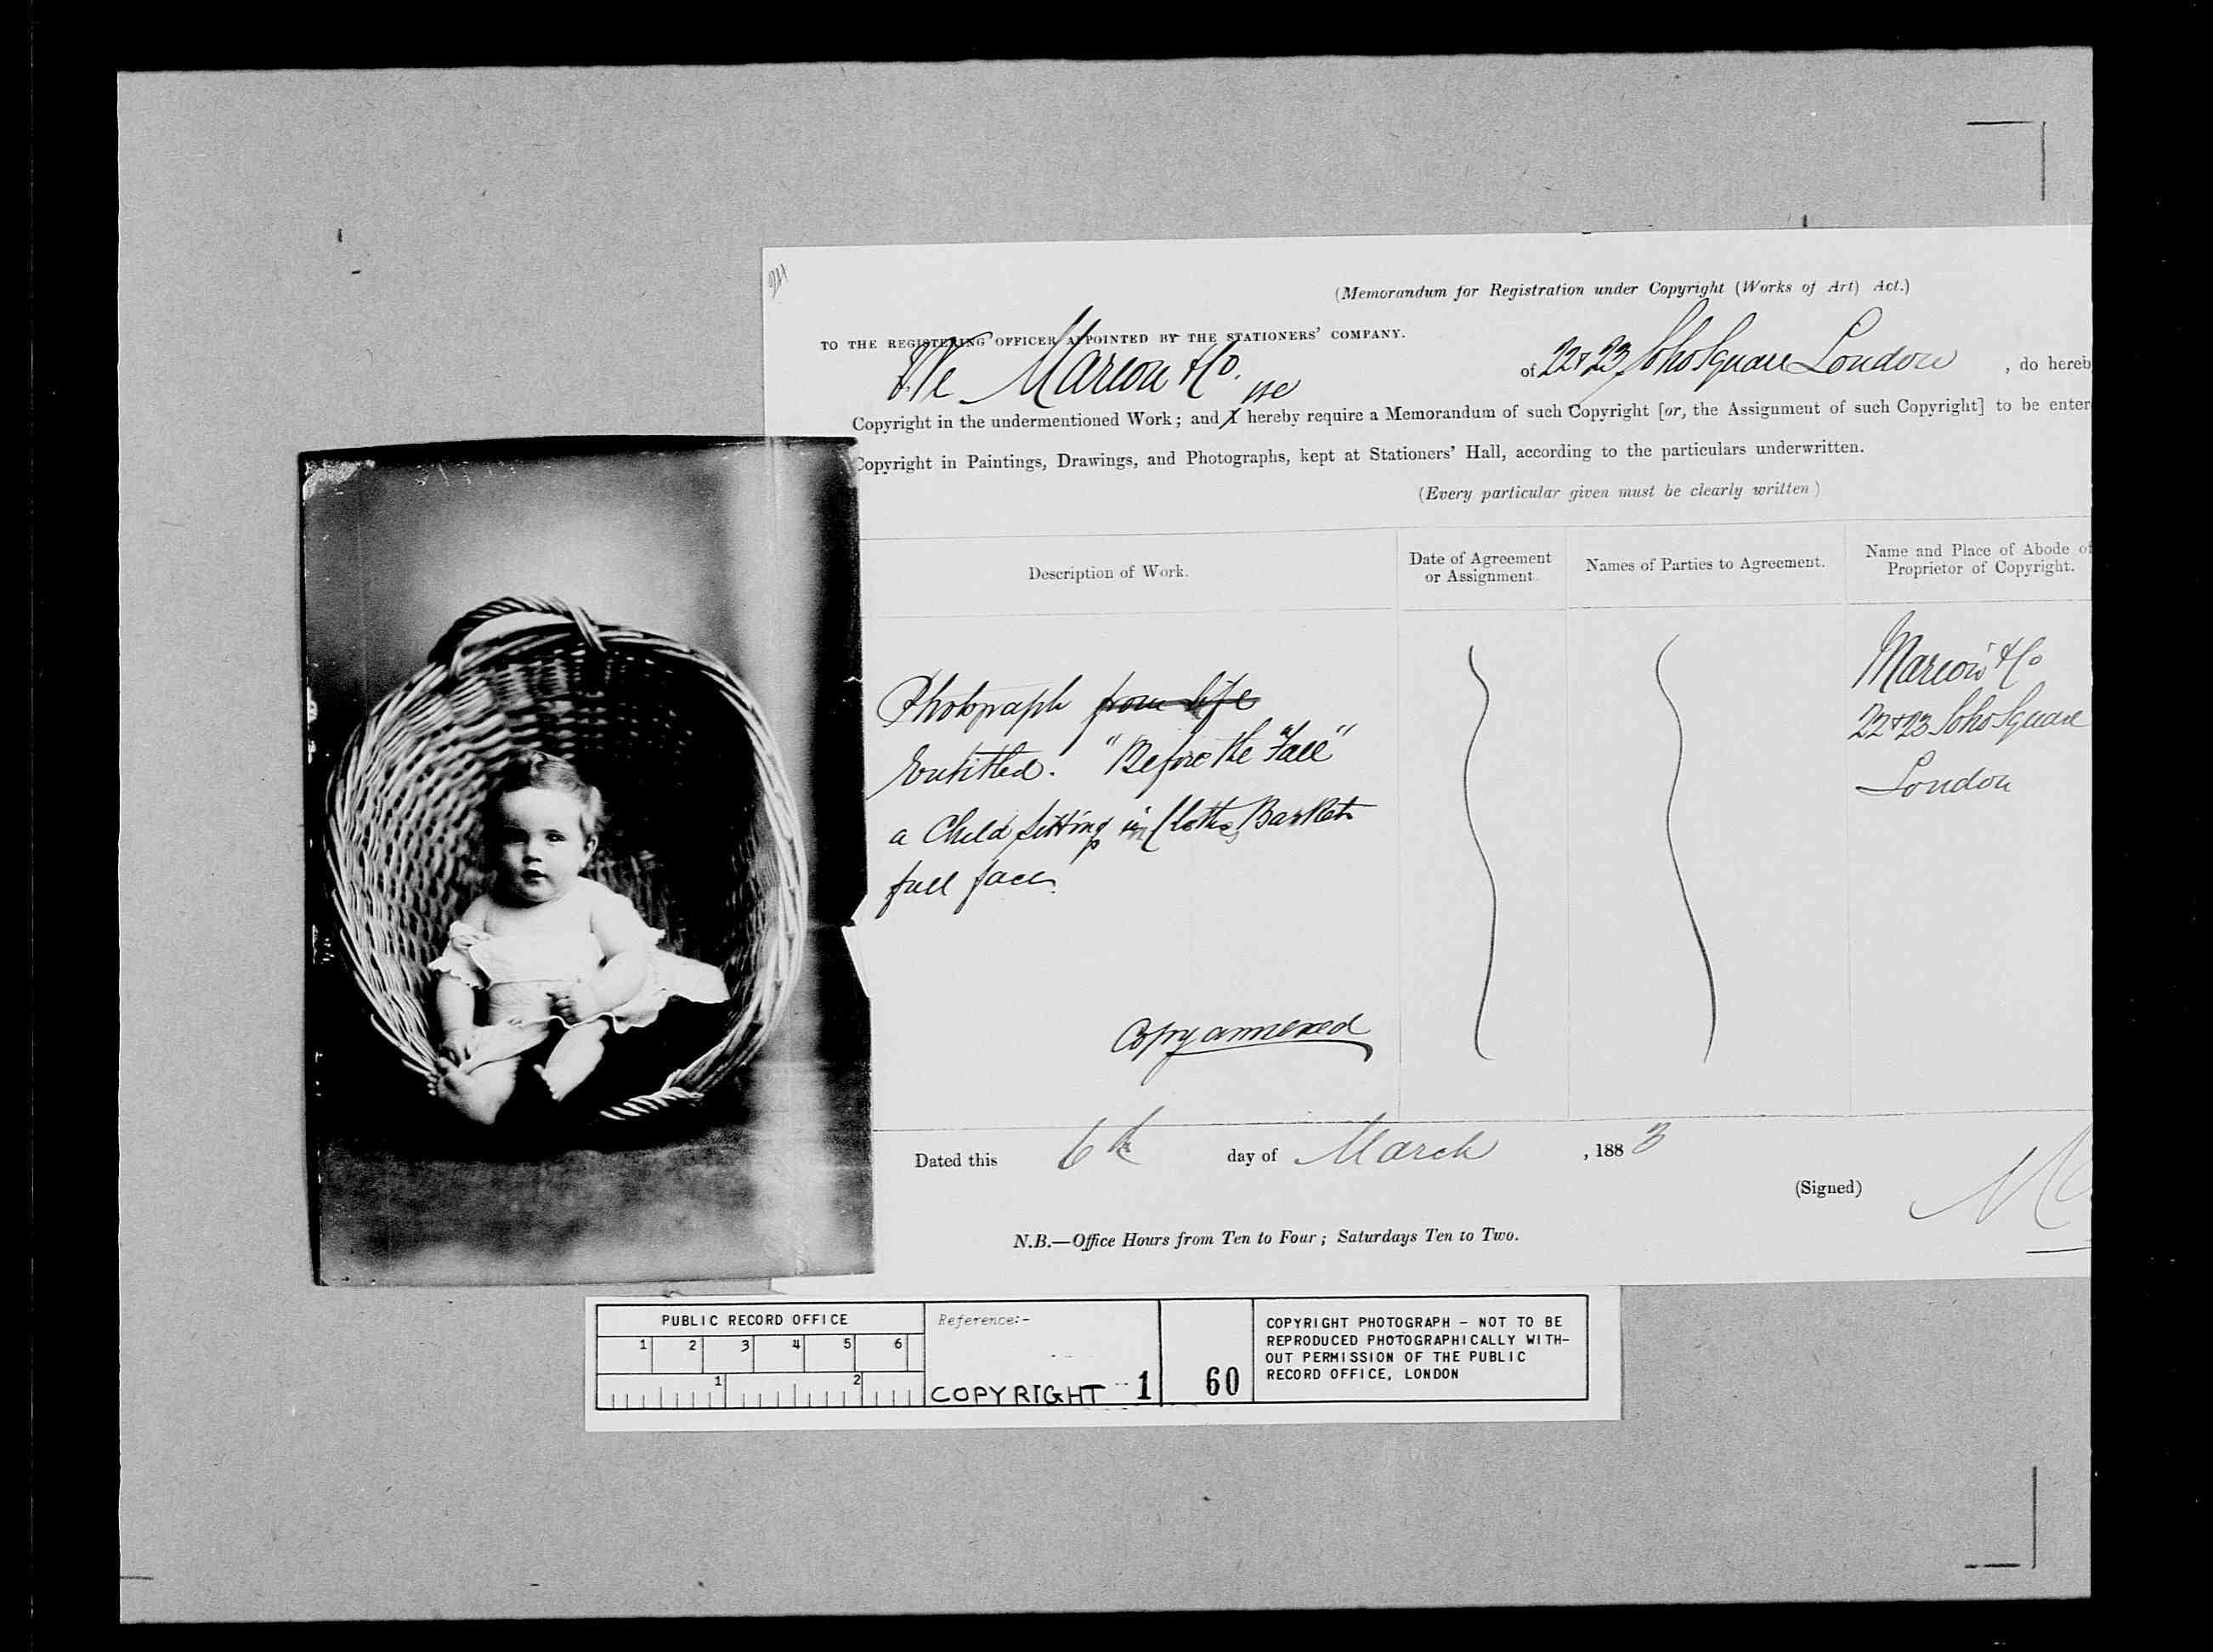 (Memorandum for Registration under Copyright (Works of Art) Act.)
TO THE REGISTERING OFFICER APPOINTED BY THE STATIONERS' COMPANY.
We Marion & Co. of 22 & 23 Soho Square London, do hereb
we
Copyright in the undermentioned Work; and I hereby require a Memorandum of such Copyright [or, the Assignment of such Copyright] to be enter
Copyright in Paintings, Drawings, and Photographs, kept at Stationers' Hall, according to the particulars underwritten.
(Every particular given must be clearly written)
Description of Work.
Date of Agreement
or Assignment.
Names of Parties to Agreement.
Name and Place of Abode of
Proprietor of Copyright.
Photograph from life
Entitled. "Before the Fall"
a Child sitting in Cloths Basket
full face.
Copy annexed
Marion & Co
22 & 23 Soho Square
London
Dated this 6th day of March, 1883
(Signed)
N.B.—Office Hours from Ten to Four; Saturdays Ten to Two.
PUBLIC RECORD OFFICE
1 2 3 4 5 6
1 2
Reference:-
COPYRIGHT 1
60
COPYRIGHT PHOTOGRAPH - NOT TO BE
REPRODUCED PHOTOGRAPHICALLY WITH-
OUT PERMISSION OF THE PUBLIC
RECORD OFFICE, LONDON